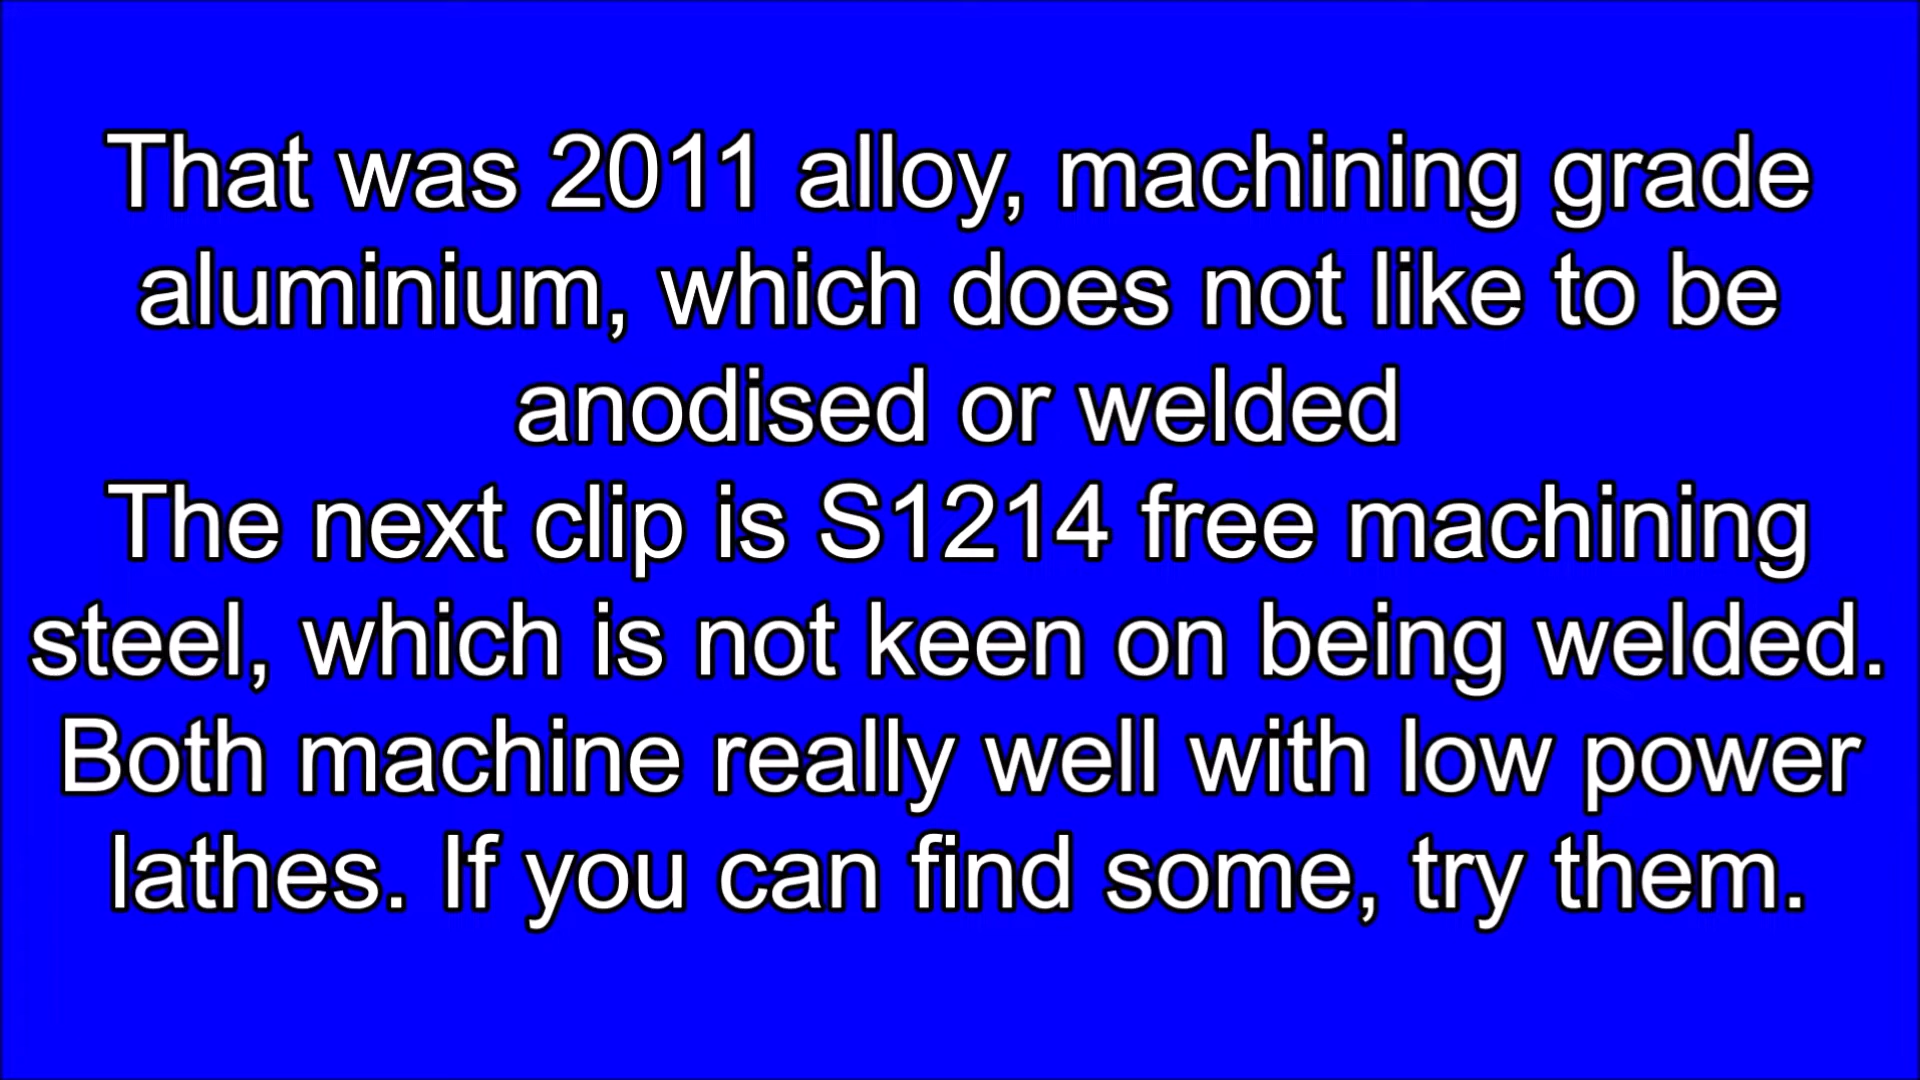 That was 2011 alloy, machining grade
aluminium, which does not like to be
anodised or welded
The next clip is S1214 free machining
steel, which is not keen on being welded.
Both machine really well with low power
lathes. If you can find some, try them.